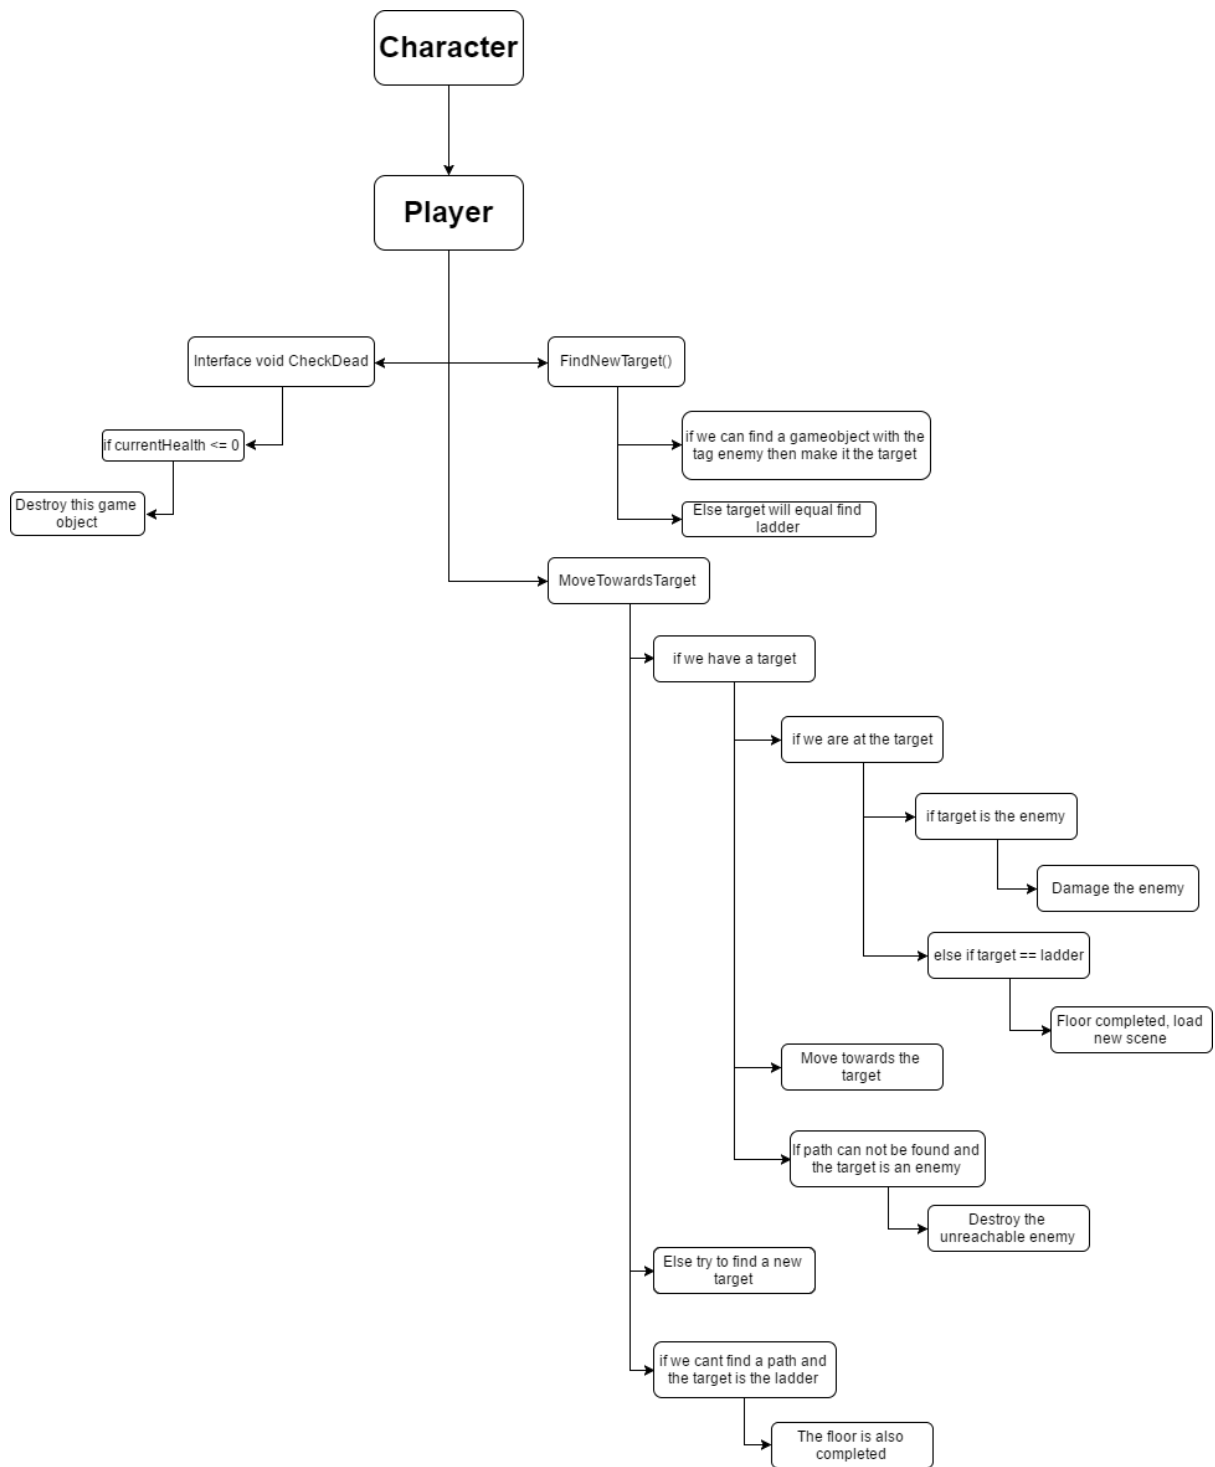 Character
Player
Interface void CheckDead
FindNewTarget()
if currentHealth <= 0
if we can find a gameobject with the
tag enemy then make it the target
Destroy this game
object
Else target will equal find
ladder
MoveTowardsTarget
if we have a target
if we are at the target
if target is the enemy
Damage the enemy
else if target == ladder
Floor completed, load
new scene
Move towards the
target
If path can not be found and
the target is an enemy
Destroy the
unreachable enemy
Else try to find a new
target
if we cant find a path and
the target is the ladder
The floor is also
completed